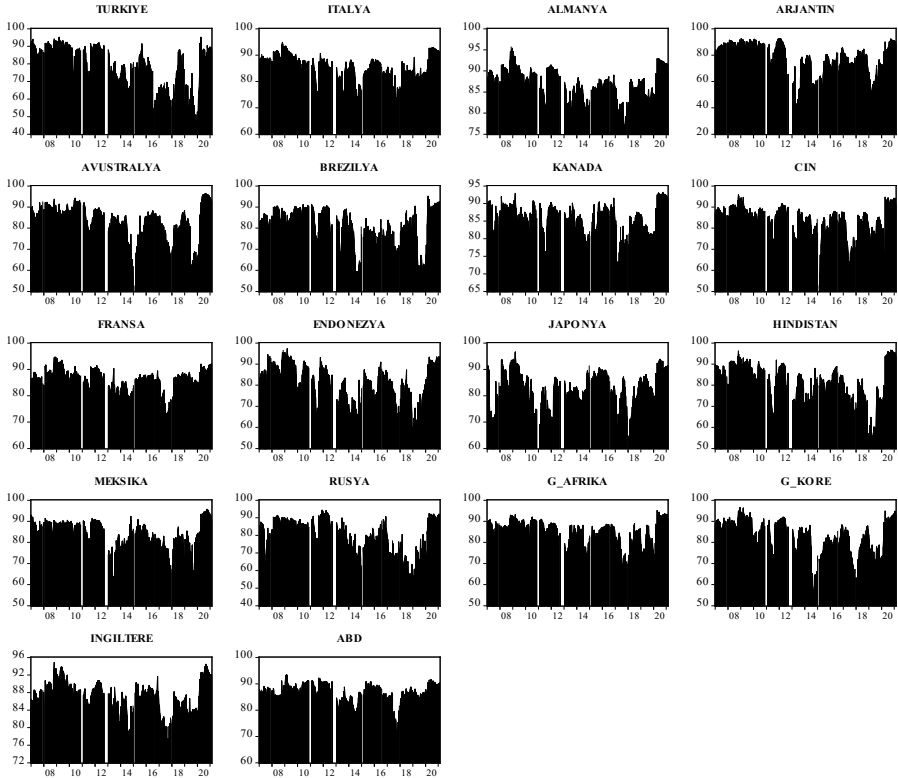 TURKIYE ITALYA ALMANYA ARJANTIN
100 90 80 70 60 50 40
08 10 12 14 16 18 20
100 90 80 70 60
08 10 12 14 16 18 20
100 95 90 85 80 75
08 10 12 14 16 18 20
100 80 60 40 20
08 10 12 14 16 18 20
AVUSTRALYA BREZILYA KANADA CIN
100 90 80 70 60 50
08 10 12 14 16 18 20
100 90 80 70 60 50
08 10 12 14 16 18 20
95 90 85 80 75 70 65
08 10 12 14 16 18 20
100 90 80 70 60 50
08 10 12 14 16 18 20
FRANSA ENDONEZYA JAPONYA HINDISTAN
100 90 80 70 60
08 10 12 14 16 18 20
100 90 80 70 60 50
08 10 12 14 16 18 20
100 90 80 70 60
08 10 12 14 16 18 20
100 90 80 70 60 50
08 10 12 14 16 18 20
MEKSIKA RUSYA G_AFRIKA G_KORE
100 90 80 70 60 50
08 10 12 14 16 18 20
100 90 80 70 60 50 40
08 10 12 14 16 18 20
100 90 80 70 60 50
08 10 12 14 16 18 20
100 90 80 70 60 50
08 10 12 14 16 18 20
INGILTERE ABD
96 92 88 84 80 76 72
08 10 12 14 16 18 20
100 90 80 70 60
08 10 12 14 16 18 20